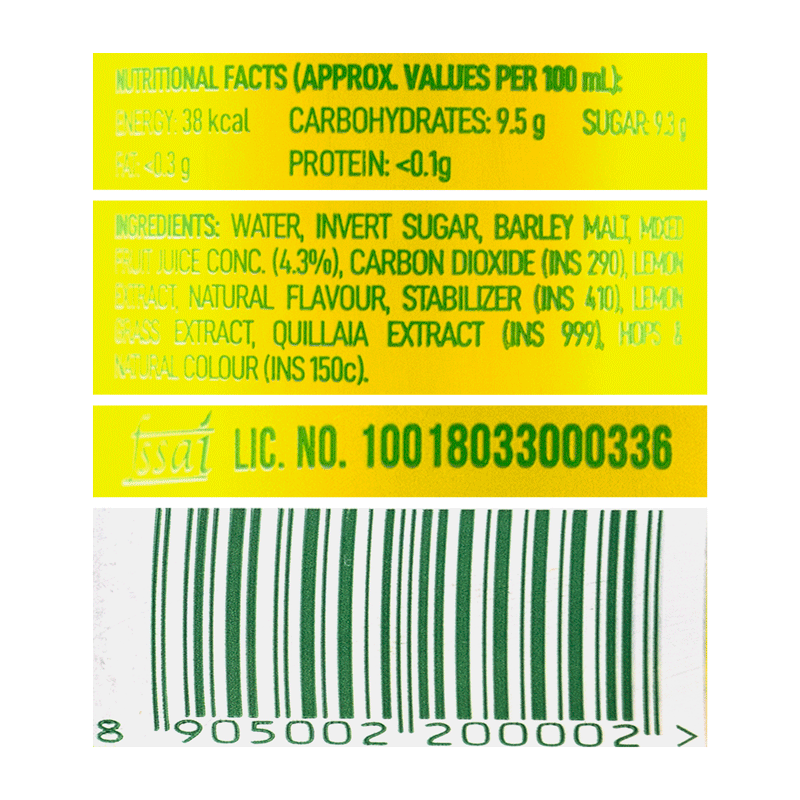 NUTRITIONAL FACTS (APPROX. VALUES PER 100 mL):
ENERGY: 38 kcal CARBOHYDRATES: 9.5 g SUGAR: 9.3 g
FAT: <0.3 g PROTEIN: <0.1g
INGREDIENTS: WATER, INVERT SUGAR, BARLEY MALT, MIXED
FRUIT JUICE CONC. (4.3%), CARBON DIOXIDE (INS 290), LEMON
EXTRACT, NATURAL FLAVOUR, STABILIZER (INS 410), LEMON
GRASS EXTRACT, QUILLAIA EXTRACT (INS 999), HOPS &
NATURAL COLOUR (INS 150c).
fssai LIC. NO. 10018033000336
8 905002 200002 >